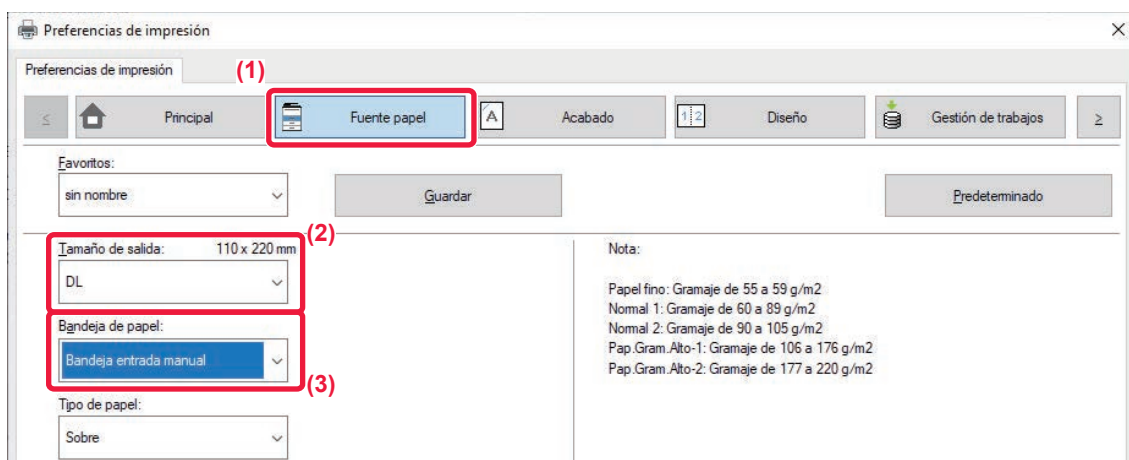 Preferencias de impresión
Preferencias de impresión
(1)
< Principal Fuente papel A Acabado 1 2 Diseño Gestión de trabajos >
Favoritos:
sin nombre Guardar Predeterminado
(2)
Tamaño de salida: 110 x 220 mm
DL
Bandeja de papel:
Bandeja entrada manual
(3)
Tipo de papel:
Sobre
Nota:
Papel fino: Gramaje de 55 a 59 g/m2
Normal 1: Gramaje de 60 a 89 g/m2
Normal 2: Gramaje de 90 a 105 g/m2
Pap.Gram.Alto-1: Gramaje de 106 a 176 g/m2
Pap.Gram.Alto-2: Gramaje de 177 a 220 g/m2